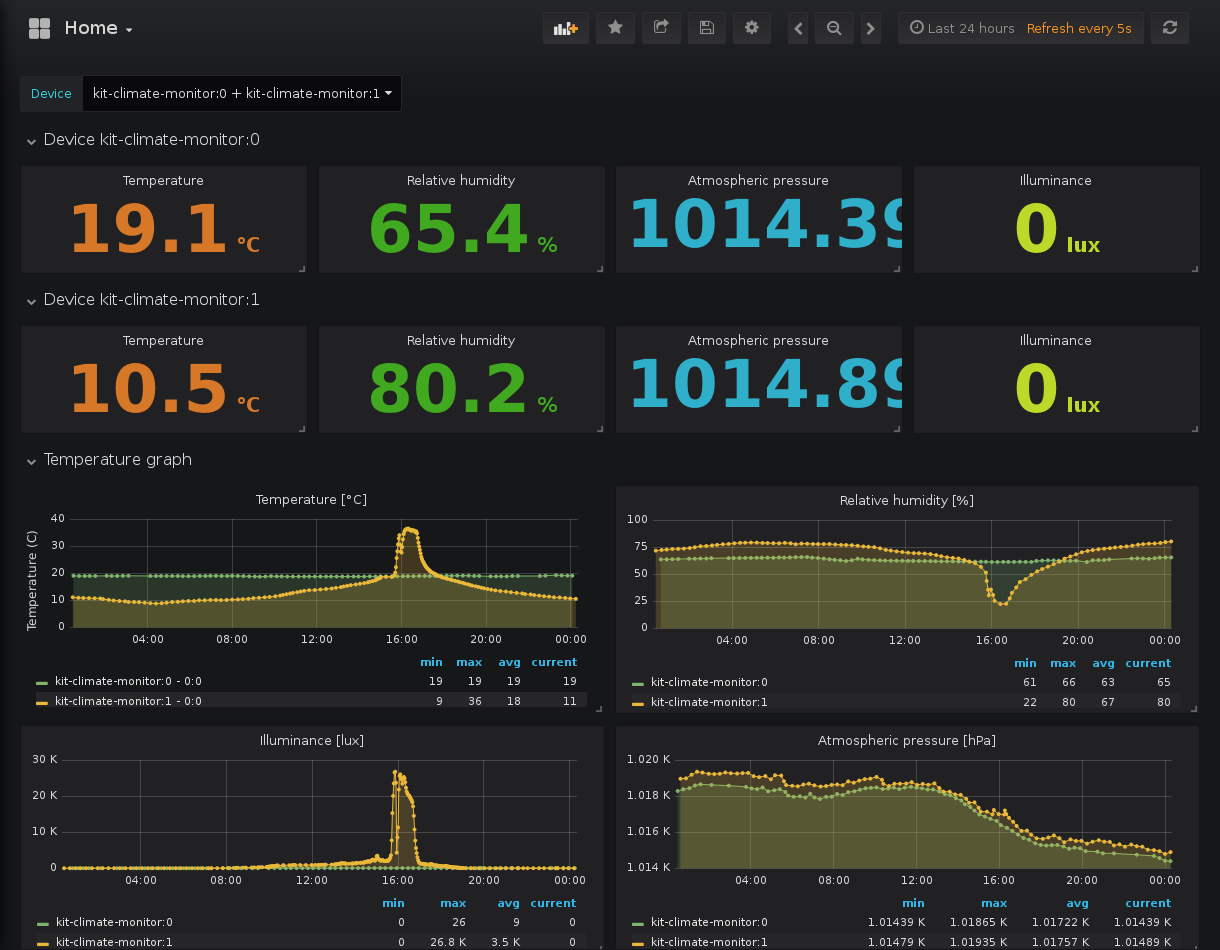 Home
Last 24 hours Refresh every 5s
Device kit-climate-monitor:0 + kit-climate-monitor:1
Device kit-climate-monitor:0
Temperature Relative humidity Atmospheric pressure Illuminance
19.1 °C 65.4 % 1014.39 0 lux
Device kit-climate-monitor:1
Temperature Relative humidity Atmospheric pressure Illuminance
10.5 °C 80.2 % 1014.89 0 lux
Temperature graph
Temperature [°C]
Temperature (C)
40
30
20
10
0
04:00 08:00 12:00 16:00 20:00 00:00
min max avg current
kit-climate-monitor:0 - 0:0 19 19 19 19
kit-climate-monitor:1 - 0:0 9 36 18 11
Relative humidity [%]
100
75
50
25
0
04:00 08:00 12:00 16:00 20:00 00:00
min max avg current
kit-climate-monitor:0 61 66 63 65
kit-climate-monitor:1 22 80 67 80
Illuminance [lux]
30 K
20 K
10 K
0
04:00 08:00 12:00 16:00 20:00 00:00
min max avg current
kit-climate-monitor:0 0 26 9 0
kit-climate-monitor:1 0 26.8 K 3.5 K 0
Atmospheric pressure [hPa]
1.020 K
1.018 K
1.016 K
1.014 K
04:00 08:00 12:00 16:00 20:00 00:00
min max avg current
kit-climate-monitor:0 1.01439 K 1.01865 K 1.01722 K 1.01439 K
kit-climate-monitor:1 1.01479 K 1.01935 K 1.01757 K 1.01489 K